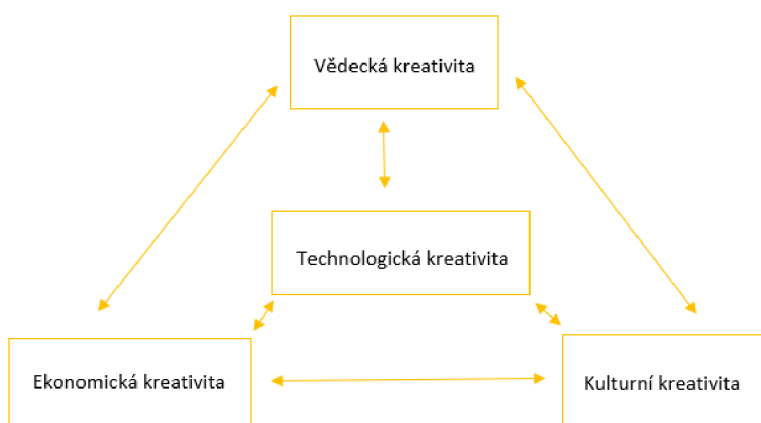 Vědecká kreativita
Technologická kreativita
Ekonomická kreativita
Kulturní kreativita